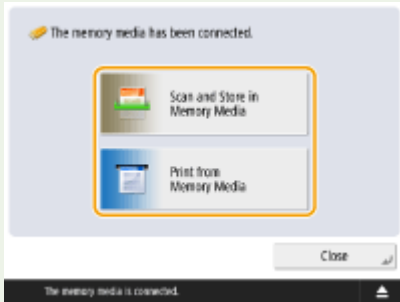 The memory media has been connected.
Scan and Store in
Memory Media
Print from
Memory Media
Close
The memory media is connected.